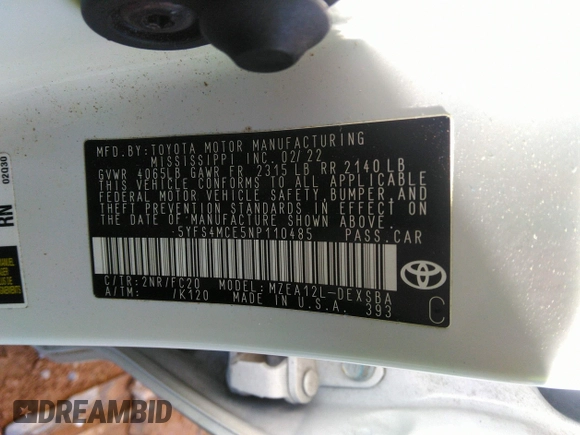 MFD. BY:TOYOTA MOTOR MANUFACTURING
MISSISSIPPI INC. 02/22
GVWR 4065LB GAWR FR 2315 LB RR 2140 LB
THIS VEHICLE CONFORMS TO ALL APPLICABLE
FEDERAL MOTOR VEHICLE SAFETY, BUMPER, AND
THEFT PREVENTION STANDARDS IN EFFECT ON
THE DATE OF MANUFACTURE SHOWN ABOVE.
5YFS4MCE5NP110485 PASS.CAR
C/TR:2NR/FC20 MODEL:MZEA12L-DEXSBA
A/TM: /K120 MADE IN U.S.A. 393
C
TOYOTA
RN 02030
DREAMBID